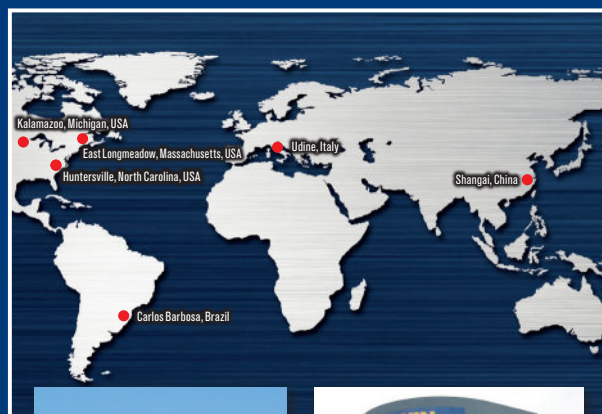 Kalamazoo, Michigan, USA
East Longmeadow, Massachusetts, USA
Huntersville, North Carolina, USA
Udine, Italy
Shangai, China
Carlos Barbosa, Brazil